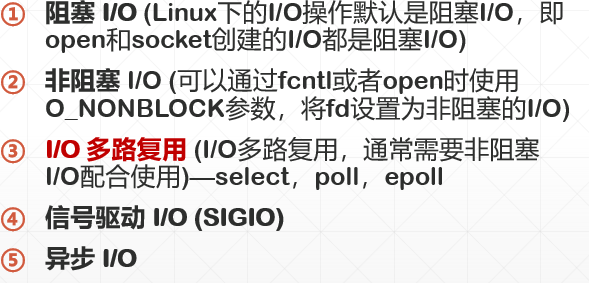 ① 阻塞 I/O (Linux下的I/O操作默认是阻塞I/O，即
open和socket创建的I/O都是阻塞I/O)
② 非阻塞 I/O (可以通过fcntl或者open时使用
O_NONBLOCK参数，将fd设置为非阻塞的I/O)
③ I/O 多路复用 (I/O多路复用，通常需要非阻塞
I/O配合使用)—select，poll，epoll
④ 信号驱动 I/O (SIGIO)
⑤ 异步 I/O